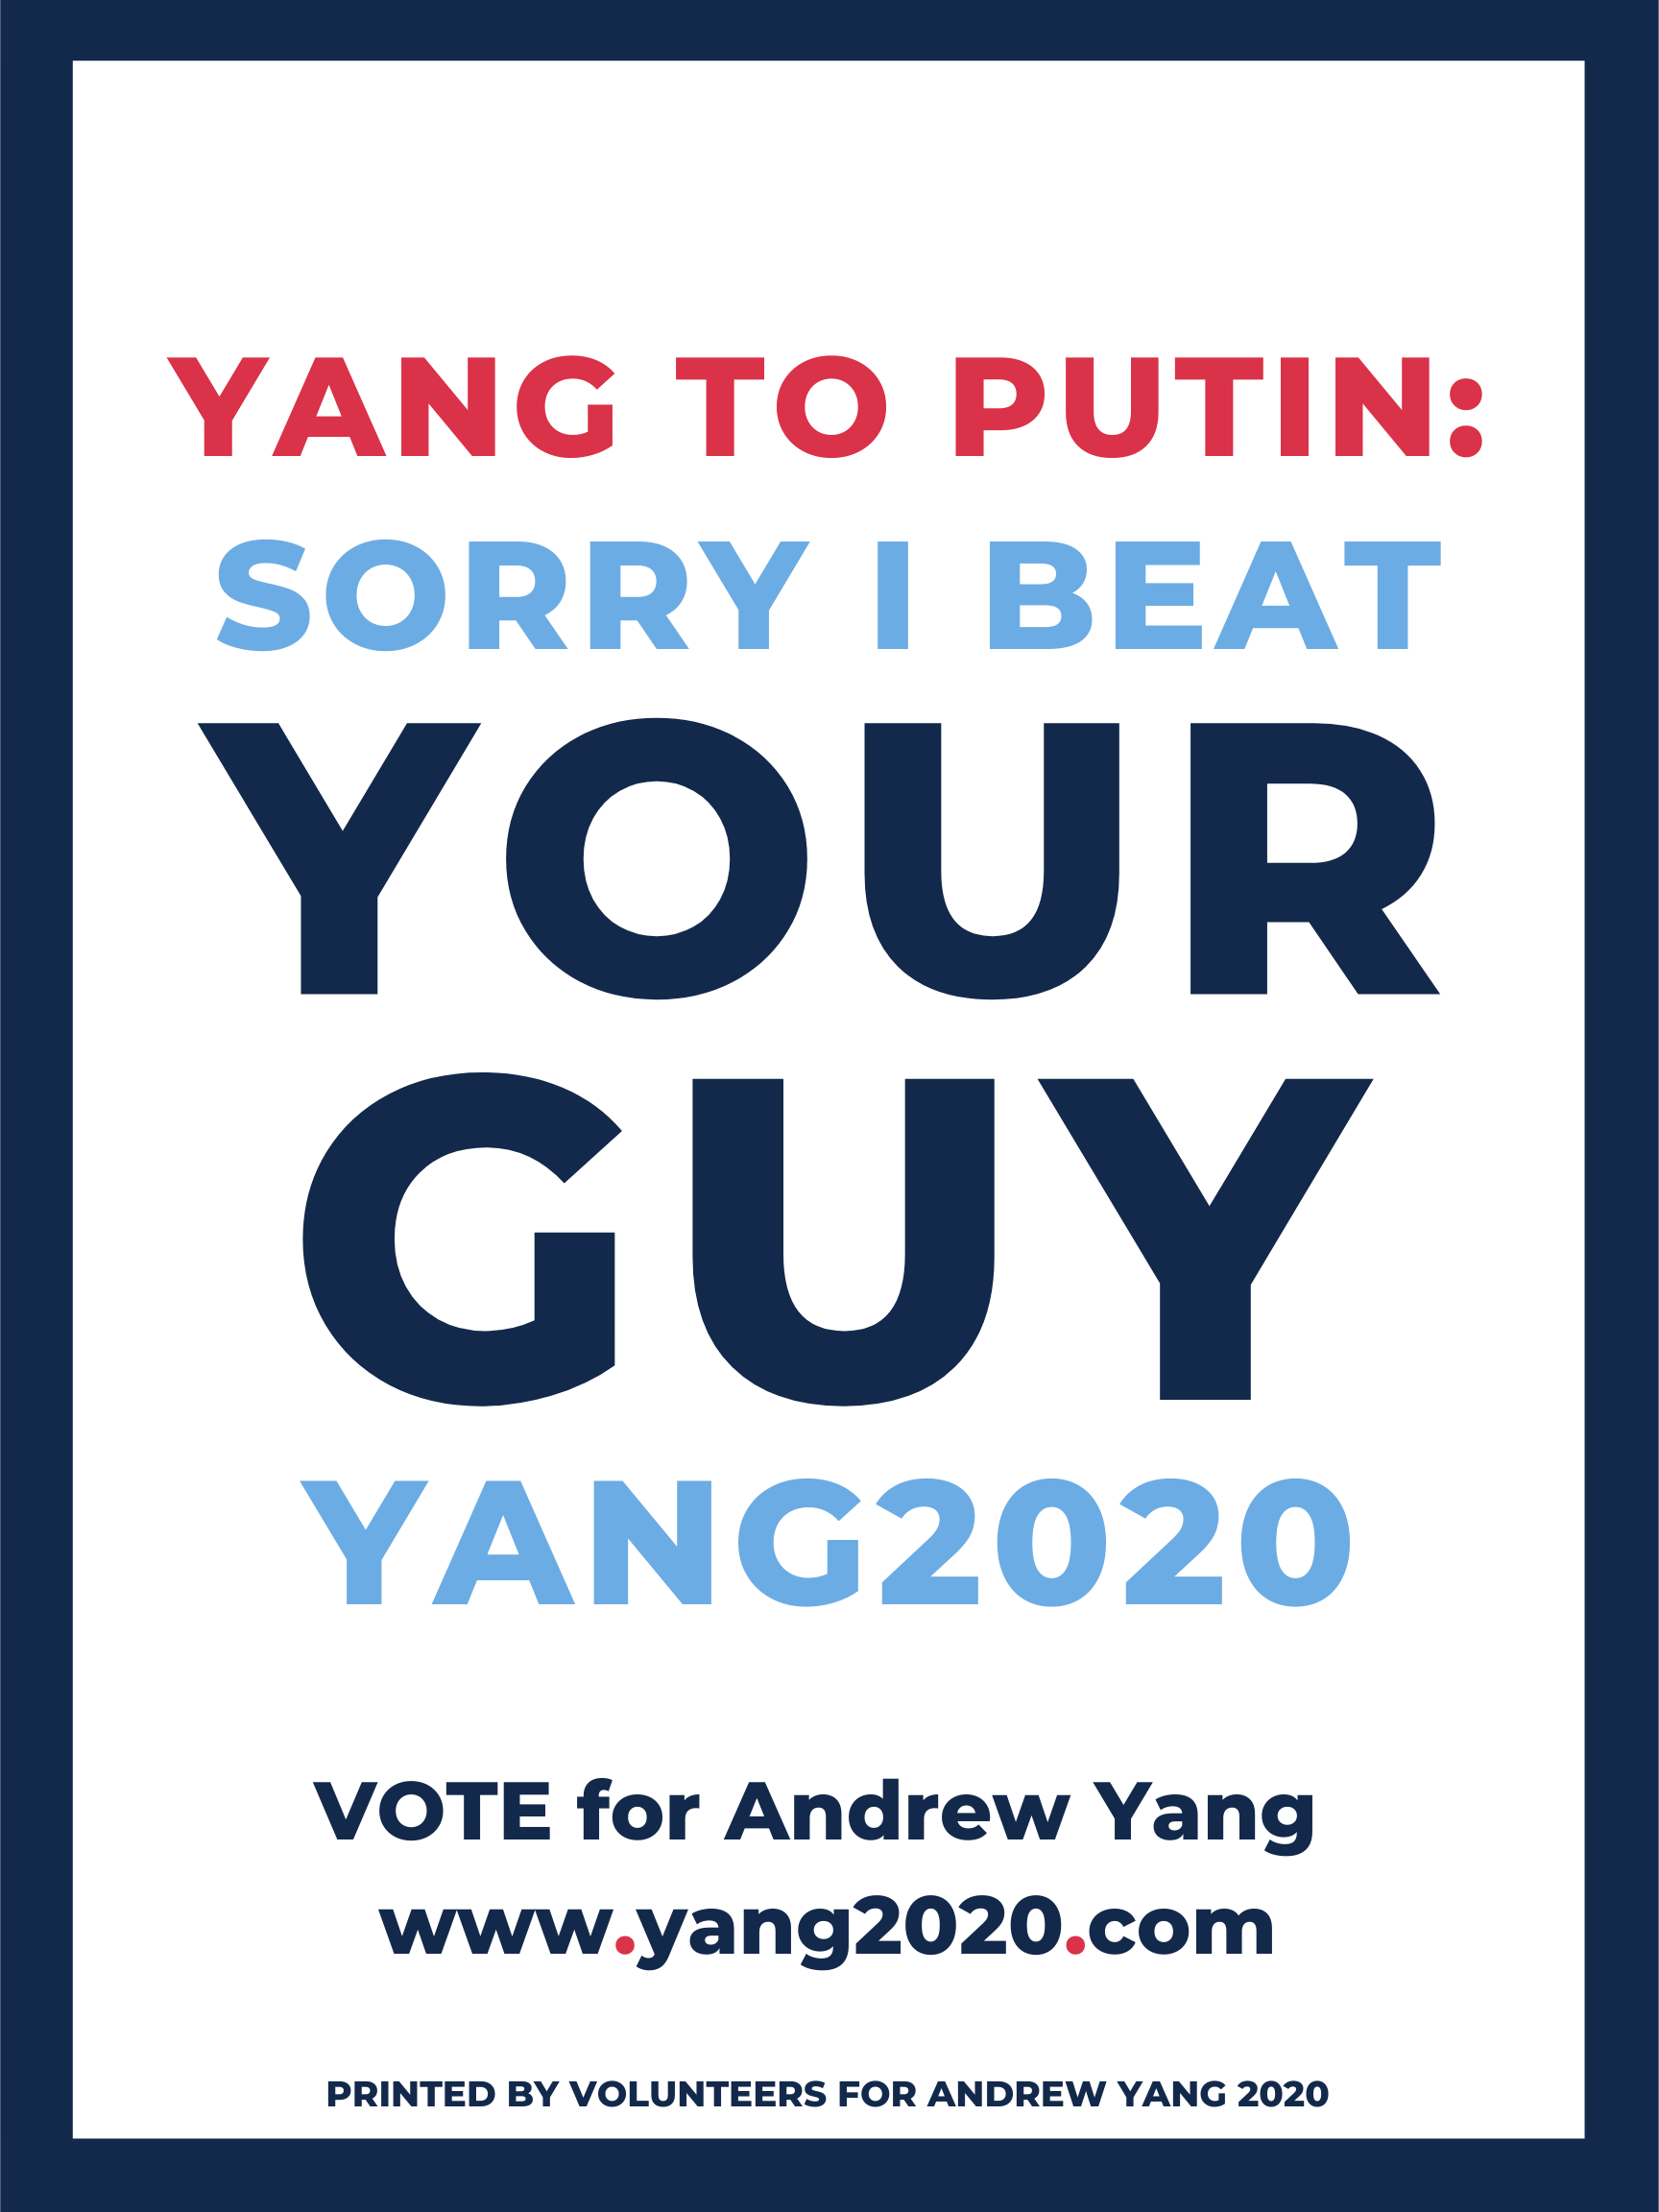 YANG TO PUTIN:
SORRY I BEAT
YOUR
GUY
YANG2020
VOTE for Andrew Yang
www.yang2020.com
PRINTED BY VOLUNTEERS FOR ANDREW YANG 2020